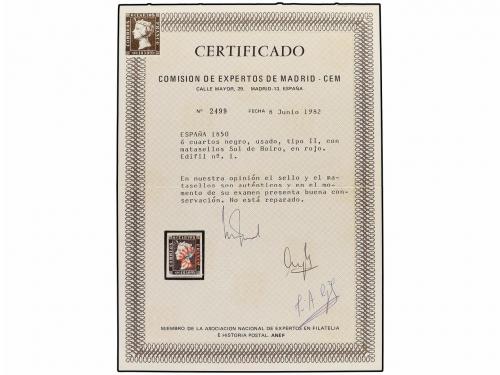 CERTIFICADO
COMISION DE EXPERTOS DE MADRID - CEM
CALLE MAYOR, 29. MADRID-13, ESPAÑA
Nº 2499 FECHA 8 Junio 1982
ESPAÑA 1850
6 cuartos negro, usado, tipo II, con
matasellos Sol de Boiro, en rojo.
Edifil nº. 1.
En nuestra opinión el sello y el ma-
tasellos son auténticos y en el mo-
mento de su examen presenta buena con-
servación. No está reparado.
MIEMBRO DE LA ASOCIACION NACIONAL DE EXPERTOS EN FILATELIA
E HISTORIA POSTAL. ANEF